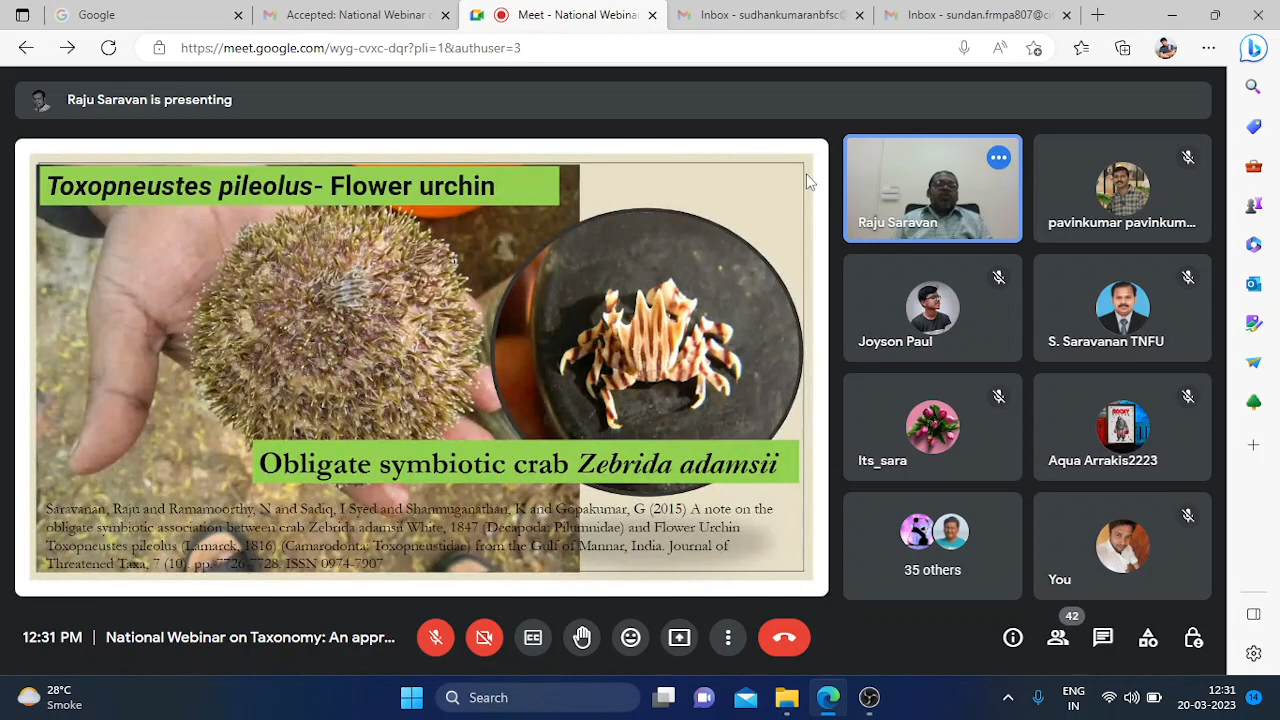 Google
Accepted: National Webinar
Meet - National Webinar
Inbox - sudhankumaranbfsc@
Inbox - sundan.frmpa807@ci
https://meet.google.com/wyg-cvxc-dqr?pli=1&authuser=3
Raju Saravan is presenting
Toxopneustes pileolus- Flower urchin
Obligate symbiotic crab Zebrida adamsii
Saravanan, Raju and Ramamoorthy, N and Sadiq, I Syed and Shanmuganathan, K and Gopakumar, G (2015) A note on the
obligate symbiotic association between crab Zebrida adamsii White, 1847 (Decapoda: Pilumnidae) and Flower Urchin
Toxopneustes pileolus (Lamarck, 1816) (Camarodonta: Toxopneustidae) from the Gulf of Mannar, India. Journal of
Threatened Taxa, 7 (10). pp. 7726-7728. ISSN 0974-7907
Raju Saravan
pavinkumar pavinkum...
Joyson Paul
S. Saravanan TNFU
Its_sara
Aqua Arrakis2223
35 others
You
12:31 PM | National Webinar on Taxonomy: An appr...
42
28°C
Smoke
Search
ENG
IN
12:31
20-03-2023
14